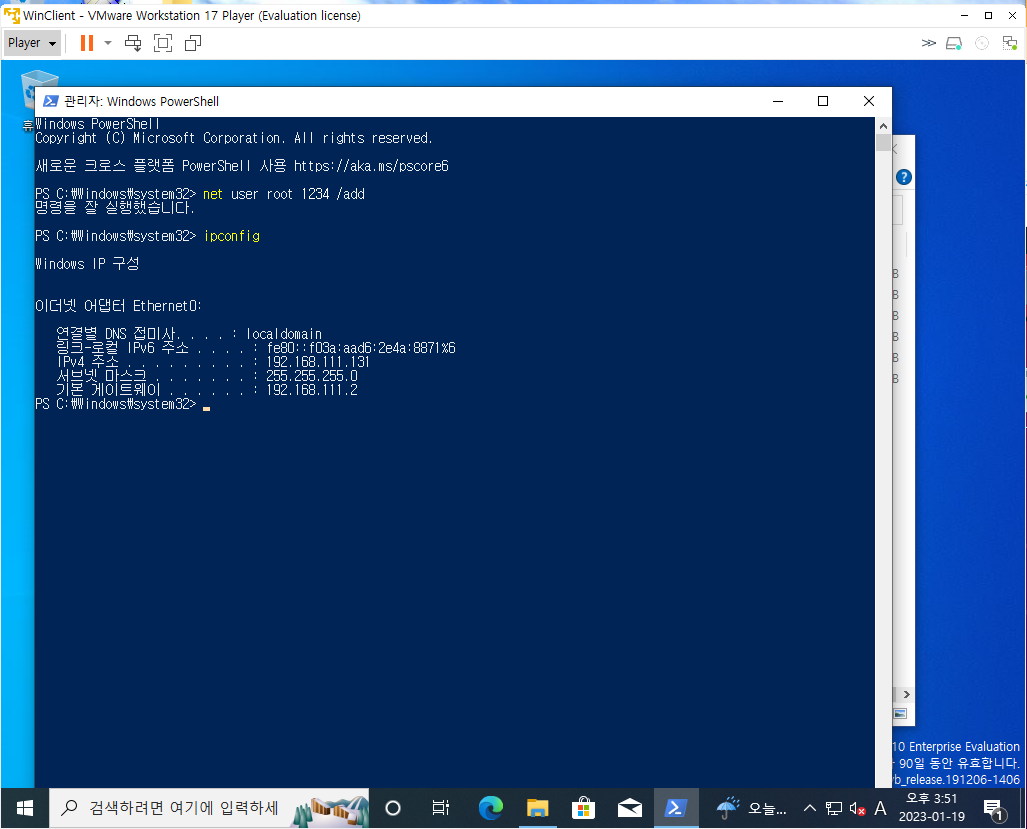 WinClient - VMware Workstation 17 Player (Evaluation license)
Player
관리자: Windows PowerShell
휴
Windows PowerShell
Copyright (C) Microsoft Corporation. All rights reserved.
새로운 크로스 플랫폼 PowerShell 사용 https://aka.ms/pscore6
PS C:₩Windows₩system32> net user root 1234 /add
명령을 잘 실행했습니다.
PS C:₩Windows₩system32> ipconfig
Windows IP 구성
이더넷 어댑터 Ethernet0:
연결별 DNS 접미사. . . . : localdomain
링크-로컬 IPv6 주소 . . . . : fe80::f03a:aad6:2e4a:8871%6
IPv4 주소 . . . . . . . . . : 192.168.111.131
서브넷 마스크 . . . . . . . : 255.255.255.0
기본 게이트웨이 . . . . . . : 192.168.111.2
PS C:₩Windows₩system32>
B
B
B
B
B
B
10 Enterprise Evaluation
90일 동안 유효합니다.
b_release.191206-1406
검색하려면 여기에 입력하세
오늘...
A
오후 3:51
2023-01-19
1